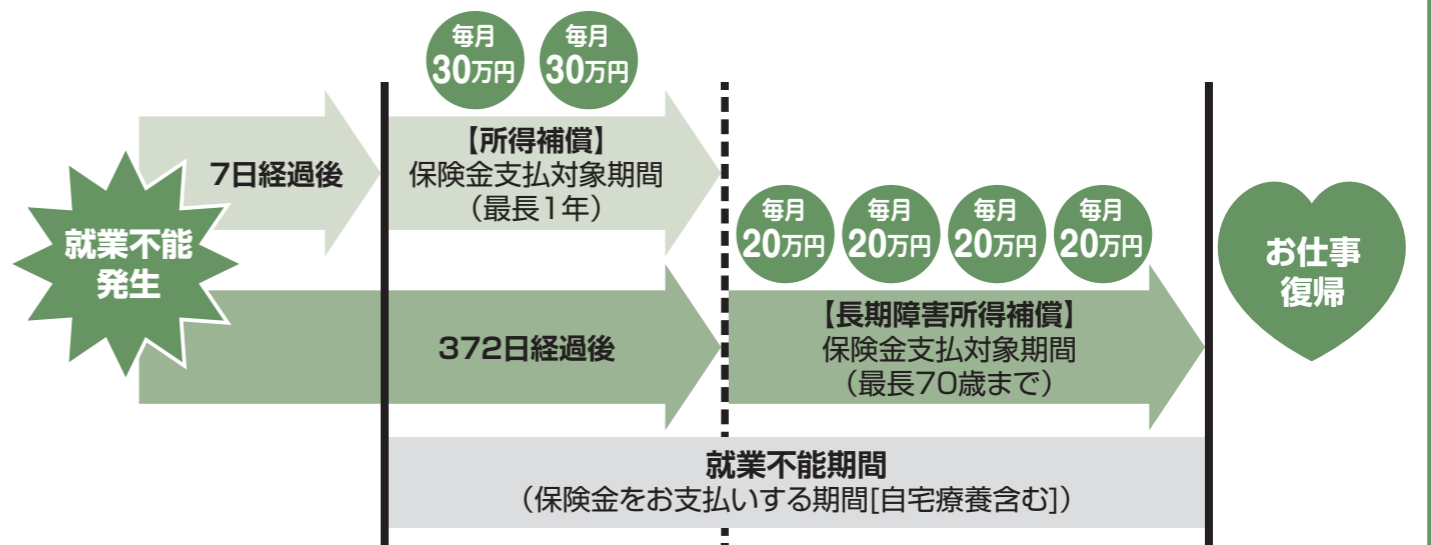 毎月
30万円
毎月
30万円
就業不能
発生
7日経過後
【所得補償】
保険金支払対象期間
（最長1年）
毎月
20万円
毎月
20万円
毎月
20万円
毎月
20万円
372日経過後
【長期障害所得補償】
保険金支払対象期間
（最長70歳まで）
お仕事
復帰
就業不能期間
（保険金をお支払いする期間[自宅療養含む]）